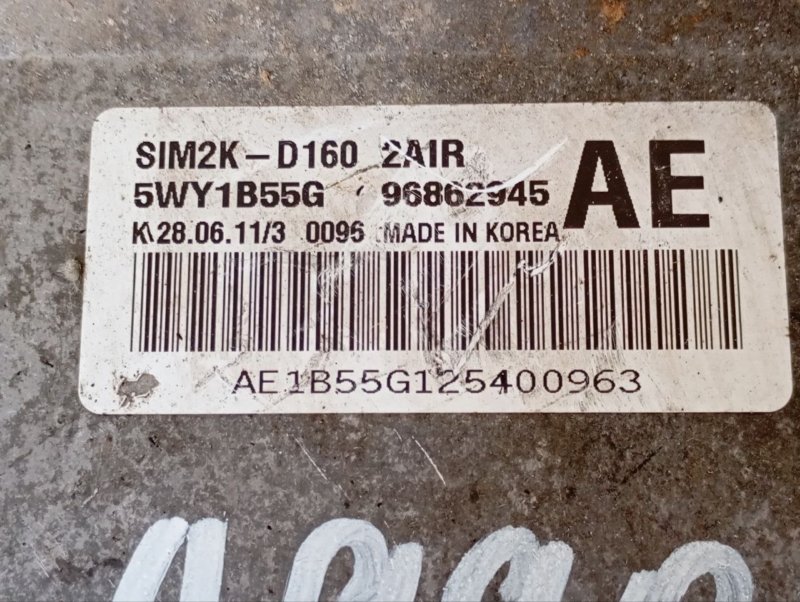 SIM2K-D160 2AIR
5WY1B55G 96862945
AE
K\28.06.11/3 0096 MADE IN KOREA
AE1B55G125400963